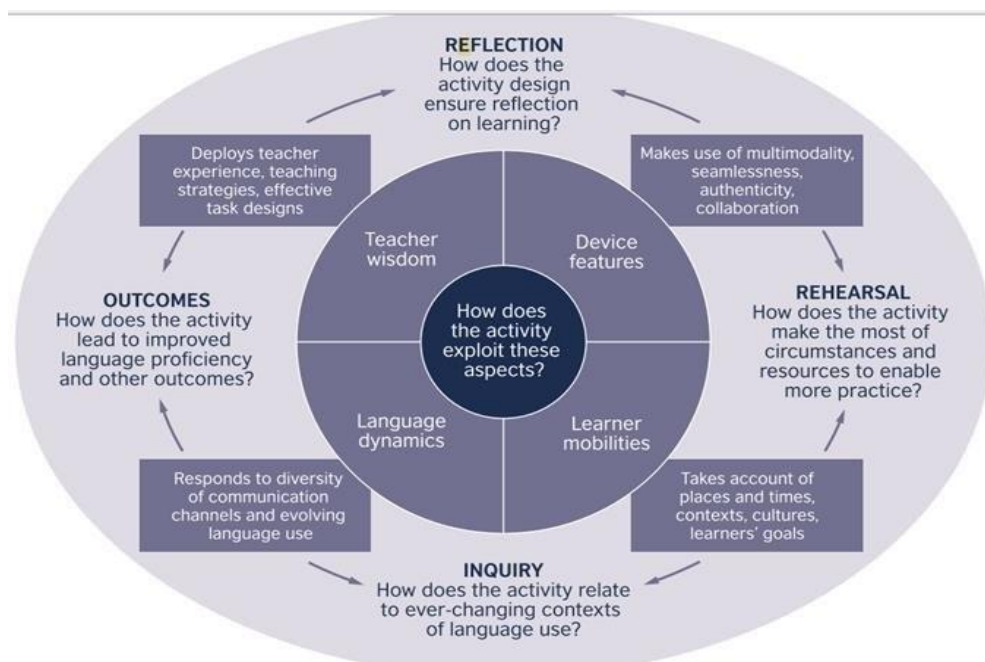 REFLECTION
How does the
activity design
ensure reflection
on learning?
Deploys teacher
experience, teaching
strategies, effective
task designs
Makes use of multimodality,
seamlessness,
authenticity,
collaboration
Teacher
wisdom
Device
features
OUTCOMES
How does the activity
lead to improved
language proficiency
and other outcomes?
How does
the activity
exploit these
aspects?
REHEARSAL
How does the activity
make the most of
circumstances and
resources to enable
more practice?
Language
dynamics
Learner
mobilities
Responds to diversity
of communication
channels and evolving
language use
Takes account of
places and times,
contexts, cultures,
learners' goals
INQUIRY
How does the activity relate
to ever-changing contexts
of language use?